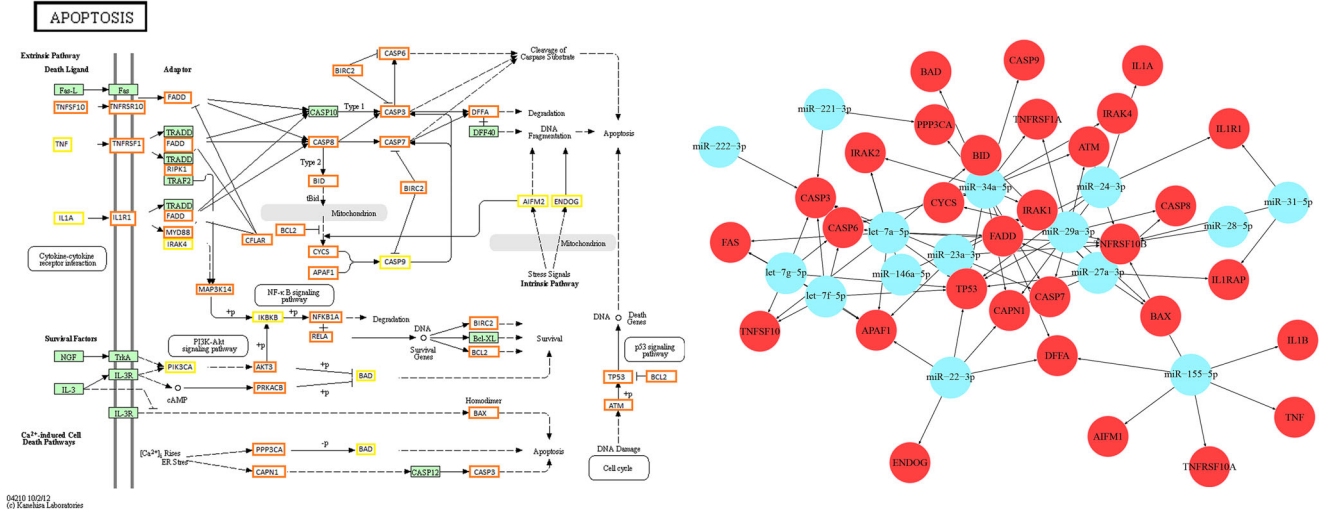 APOPTOSIS
Extrinsic Pathway
Death Ligand
Adaptor
Fas-L
Fas
FADD
TNFSF10
TNFRSR10
TNF
TNFRSF1
TRADD
FADD
TRADD
RIPK1
TRAF2
IL1A
IL1R1
TRADD
FADD
MYD88
IRAK4
CFLAR
Cytokine-cytokine
receptor interaction
MAP3K14
BIRC2
CASP6
CASP10
Type 1
CASP3
CASP8
CASP7
Type 2
BID
tBid
BIRC2
Mitochondrion
BCL2
CYCS
APAF1
CASP9
DFFA
+
DFF40
Degradation
DNA
Fragmentation
Cleavage of
Caspase Substrate
Apoptosis
AIFM2
ENDOG
Mitochondrion
Stress Signals
Intrinsic Pathway
NF-κ B signaling
pathway
+p
IKBKB
+p
NFKB1A
+
RELA
Degradation
DNA
Survival
Genes
BIRC2
Bcl-XL
BCL2
Survival
Survival Factors
NGF
TrkA
IL-3
IL-3R
IL-3R
PI3K-Akt
signaling pathway
PIK3CA
+p
AKT3
+p
cAMP
PRKACB
+p
BAD
Homodimer
BAX
DNA
Death
Genes
p53 signaling
pathway
TP53
BCL2
+p
ATM
DNA Damage
Cell cycle
Ca²⁺-induced Cell
Death Pathways
[Ca²⁺]i Rises
ER Stres
PPP3CA
-p
BAD
Apoptosis
CAPN1
CASP12
CASP3
04210 10/2/12
(c) Kanehisa Laboratories
CASP9
BAD
IL1A
miR-221-3p
PPP3CA
TNFRSF1A
IRAK4
IL1R1
miR-222-3p
IRAK2
BID
ATM
miR-34a-5p
miR-24-3p
CASP3
CYCS
IRAK1
CASP8
miR-31-5p
CASP6
let-7a-5p
FADD
miR-29a-3p
miR-28-5p
FAS
TNFRSF10B
miR-23a-3p
let-7g-5p
miR-146a-5p
miR-27a-3p
IL1RAP
TP53
let-7f-5p
CASP7
TNFSF10
APAF1
CAPN1
BAX
DFFA
IL1B
miR-22-3p
miR-155-5p
TNF
AIFM1
ENDOG
TNFRSF10A